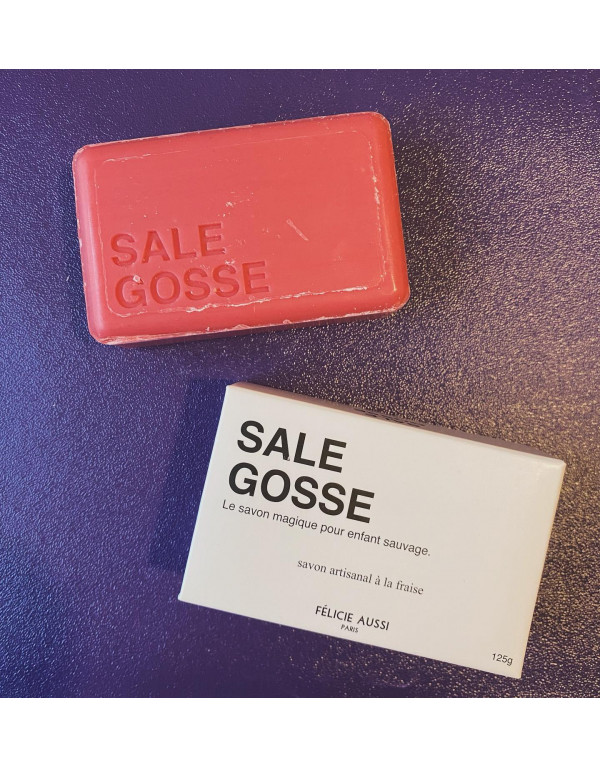 SALE
GOSSE
SALE
GOSSE
Le savon magique pour enfant sauvage.
savon artisanal à la fraise
FÉLICIE AUSSI
PARIS
125g